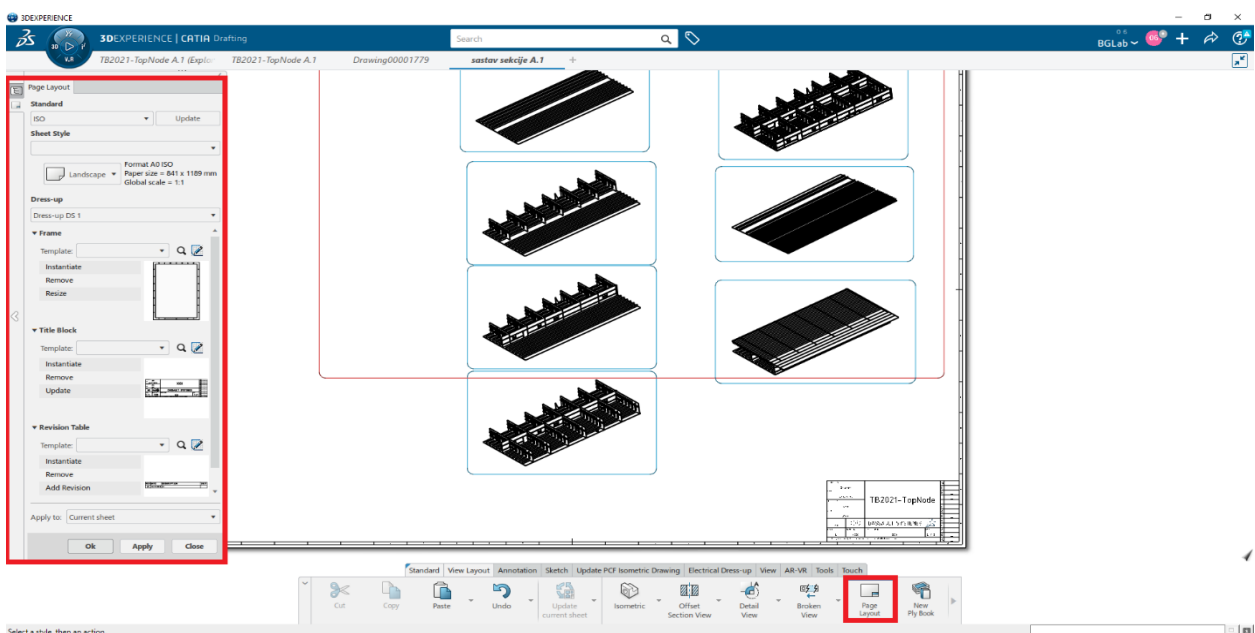 3DEXPERIENCE
3DEXPERIENCE | CATIA Drafting
Search
BGLab
OG
3D
V.R
TB2021-TopNode A.1 (Explor
TB2021-TopNode A.1
Drawing00001779
sastav sekcije A.1
Page Layout
Standard
ISO
Update
Sheet Style
Landscape
Format A0 ISO
Paper size = 841 x 1189 mm
Global scale = 1:1
Dress-up
Dress-up DS 1
Frame
Template:
Instantiate
Remove
Resize
Title Block
Template:
Instantiate
Remove
Update
Revision Table
Template:
Instantiate
Remove
Add Revision
Apply to: Current sheet
Ok Apply Close
TB2021-TopNode
Standard View Layout Annotation Sketch Update PCF Isometric Drawing Electrical Dress-up View AR-VR Tools Touch
Cut Copy Paste Undo Update current sheet Isometric Offset Section View Detail View Broken View Page Layout New Ply Book
Select a style, then an action